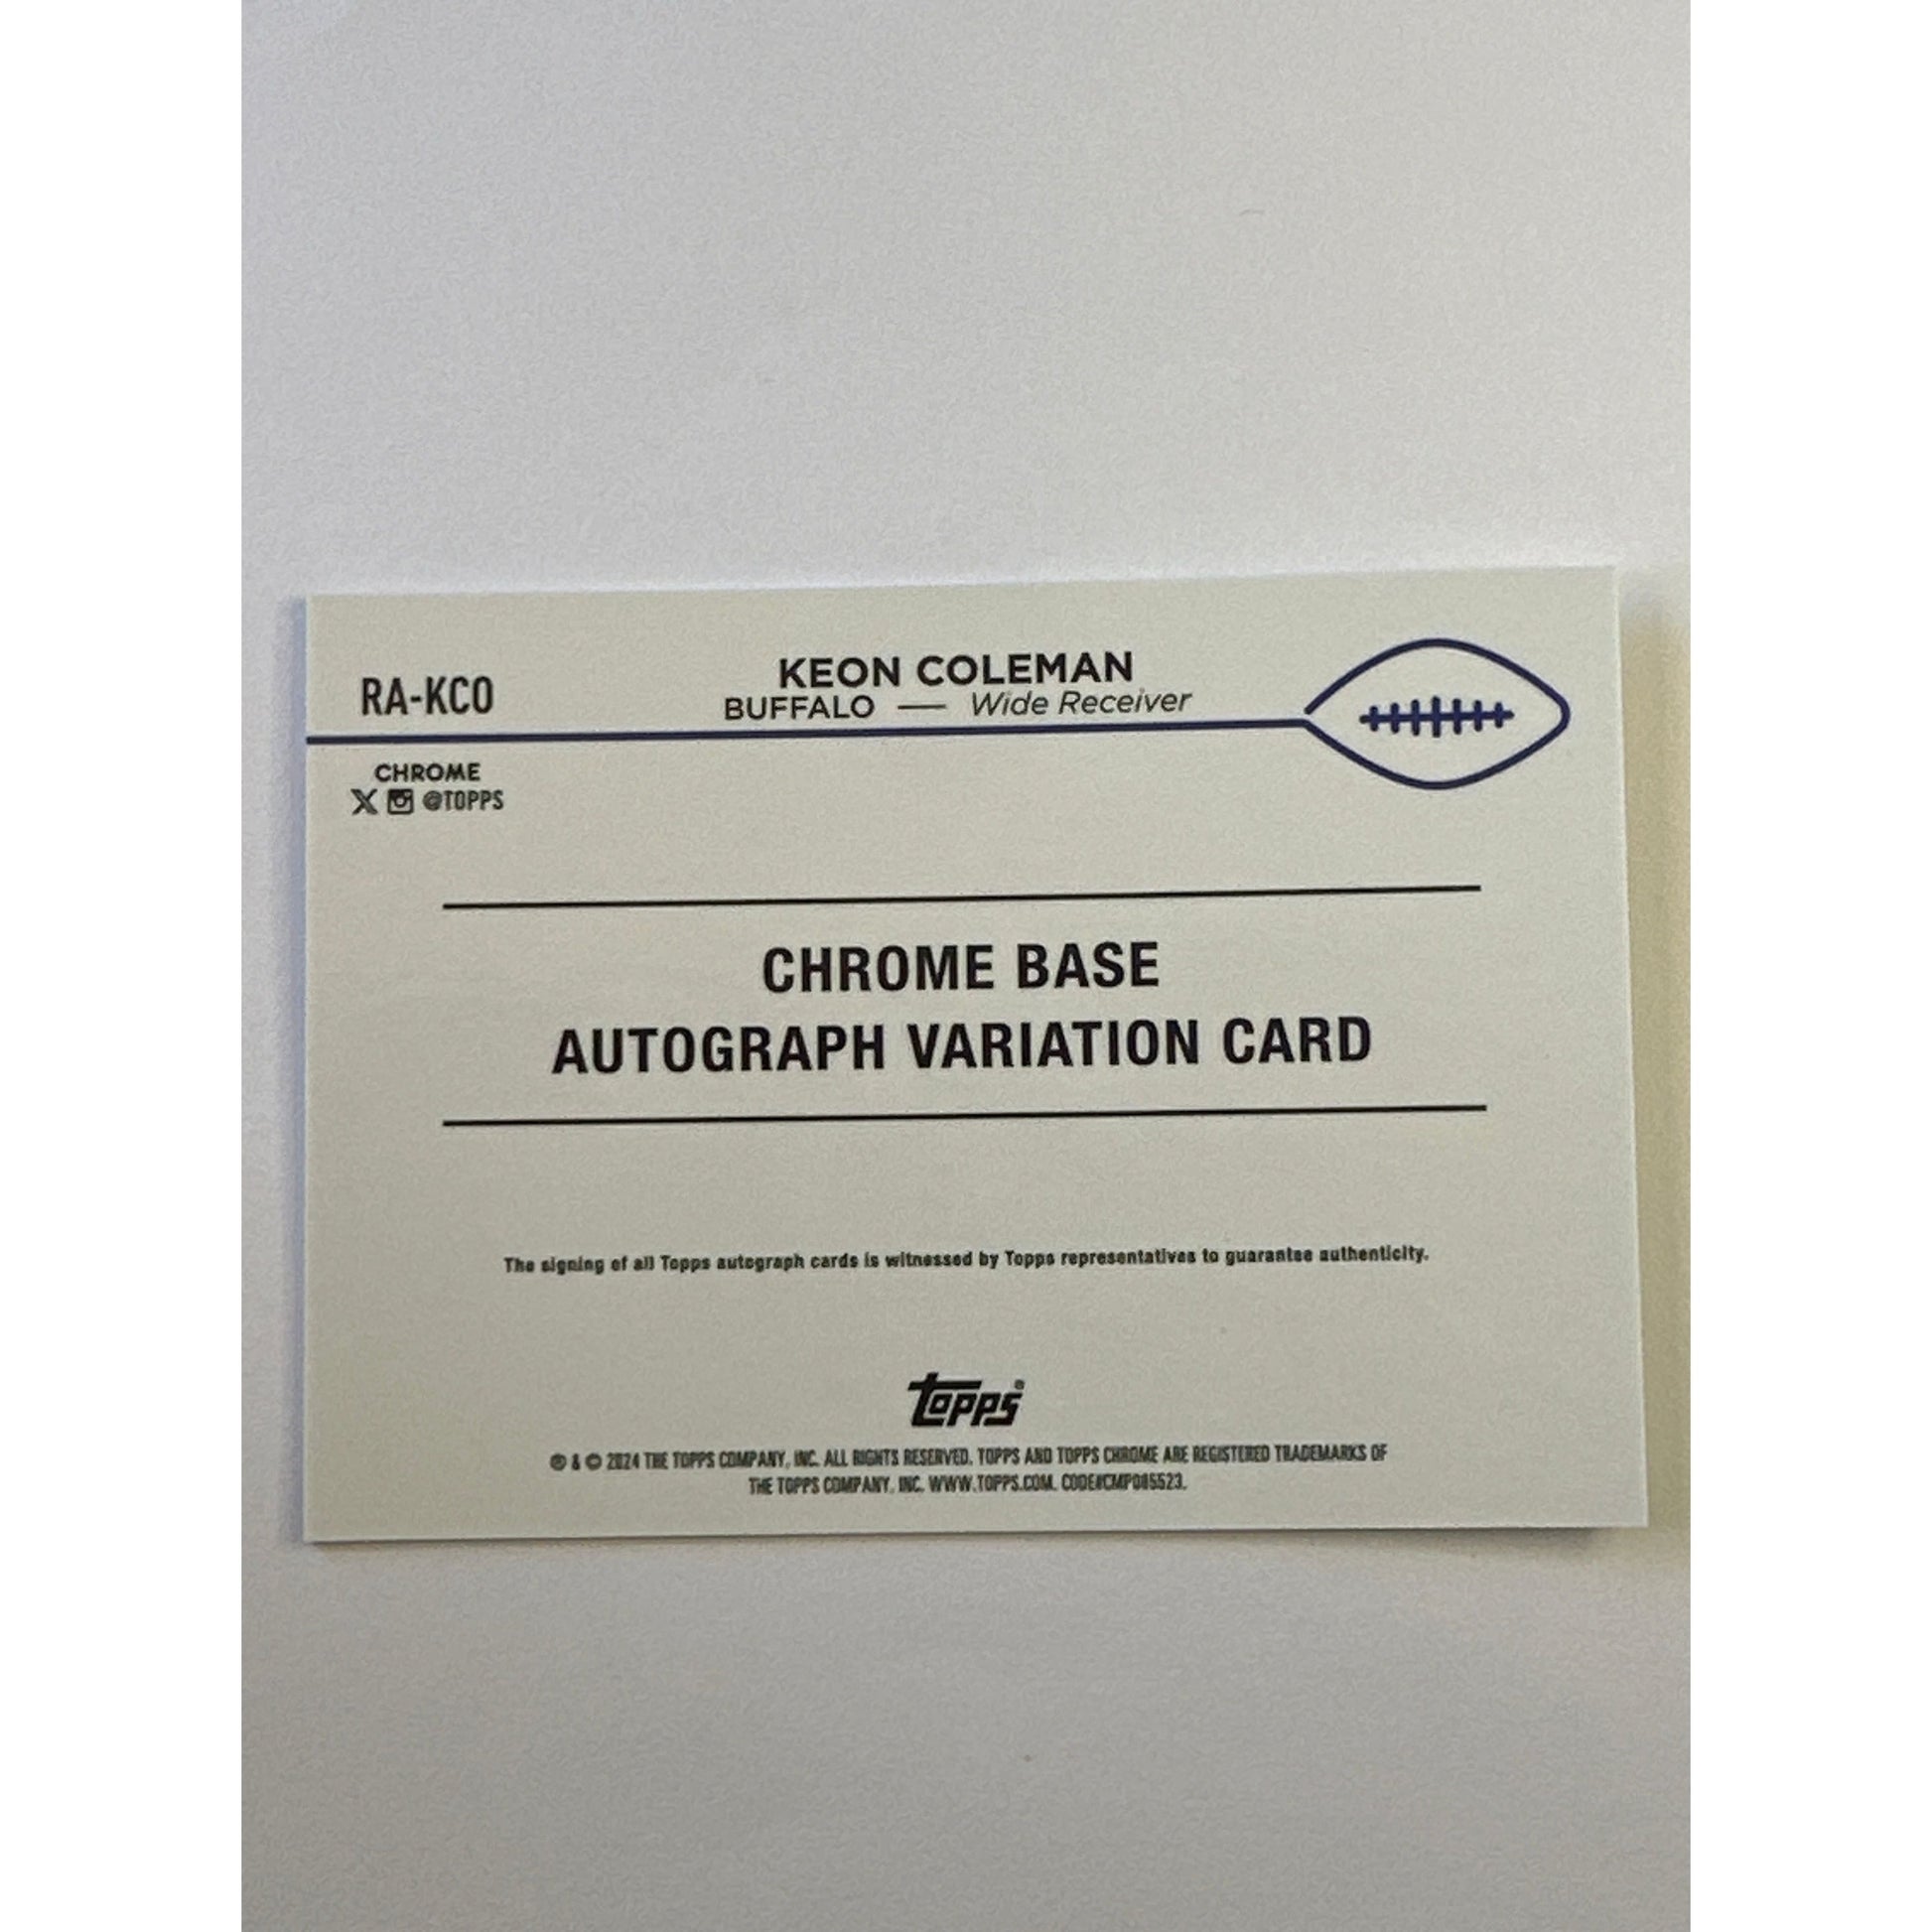 RA-KCO
KEON COLEMAN
BUFFALO — Wide Receiver
CHROME
@TOPPS
CHROME BASE
AUTOGRAPH VARIATION CARD
The signing of all Topps autograph cards is witnessed by Topps representatives to guarantee authenticity.
topps®
® & © 2024 THE TOPPS COMPANY, INC. ALL RIGHTS RESERVED. TOPPS AND TOPPS CHROME ARE REGISTERED TRADEMARKS OF
THE TOPPS COMPANY, INC. WWW.TOPPS.COM. CODE#CMP085523.